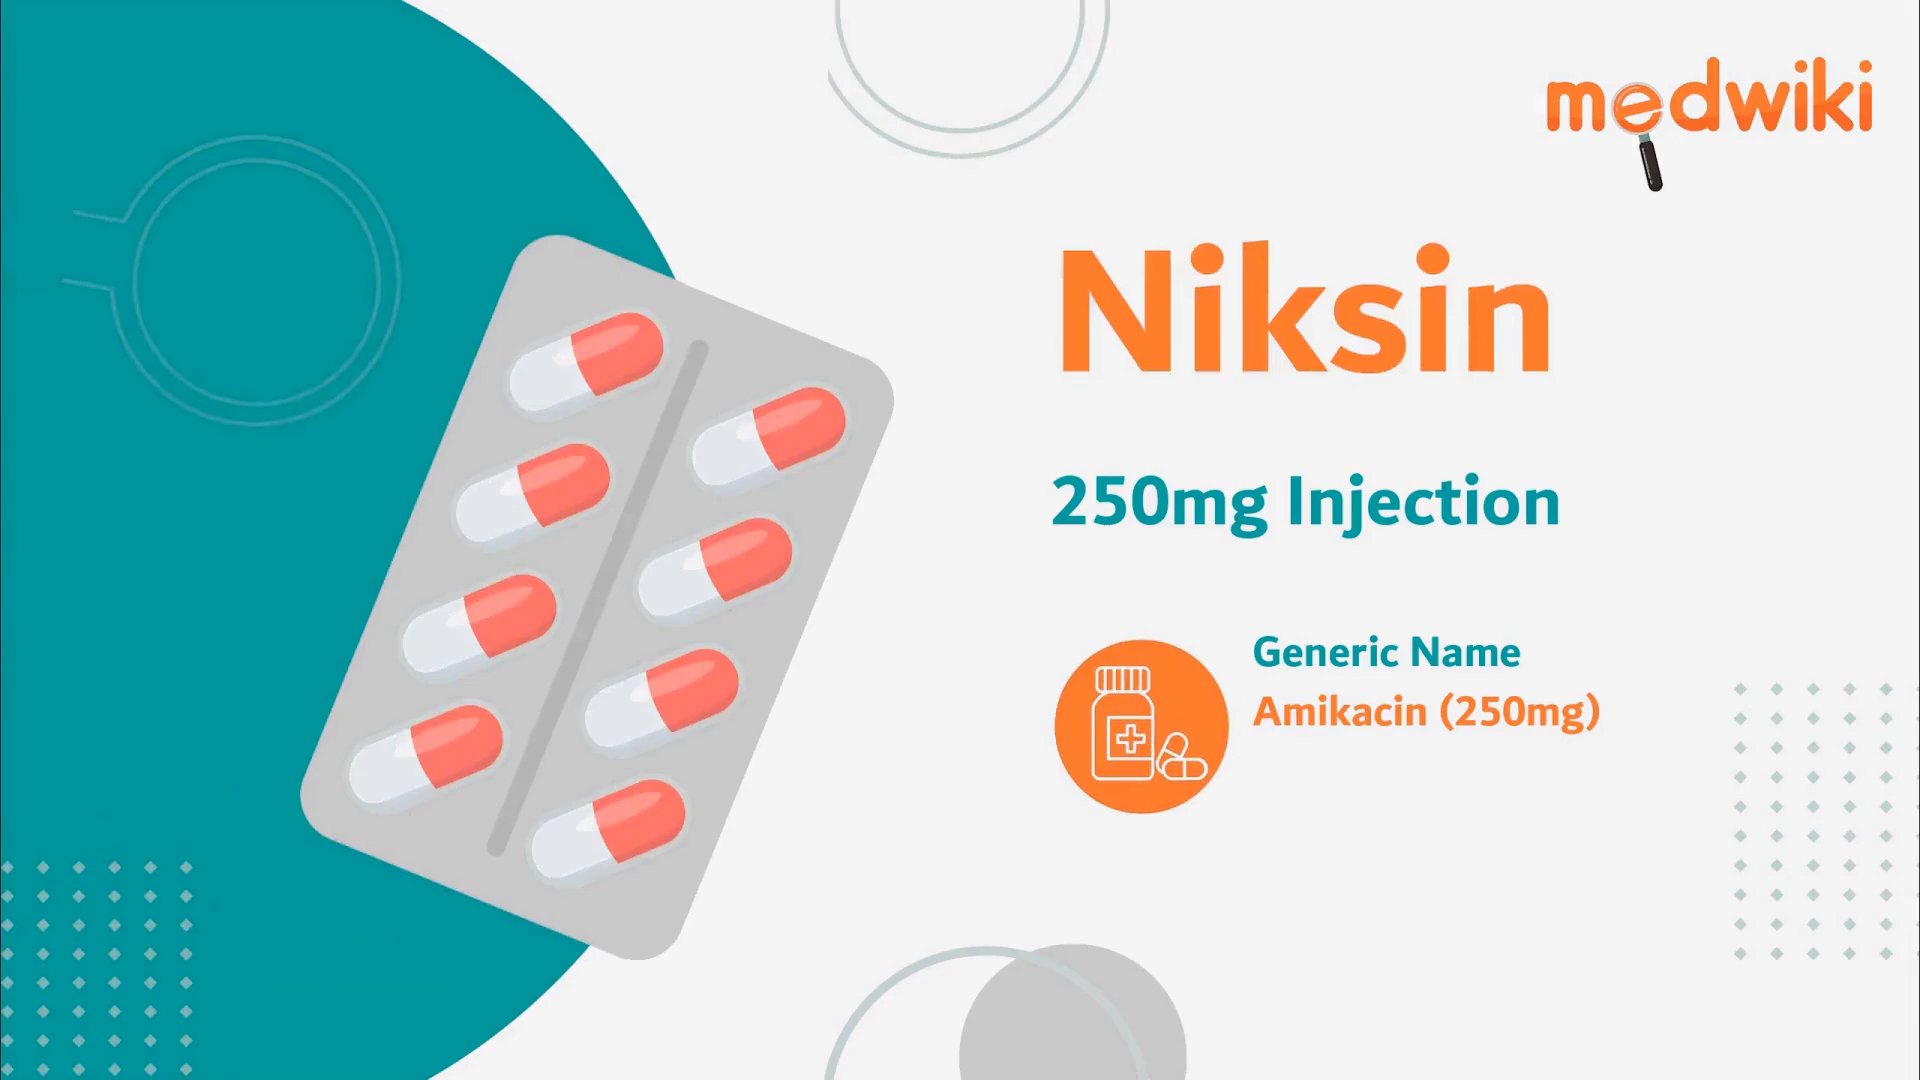 medwiki
Niksin
250mg Injection
Generic Name
Amikacin (250mg)